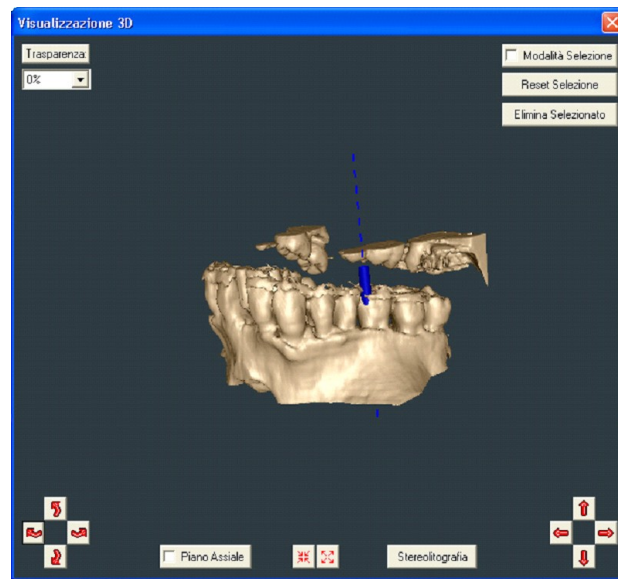 Visualizzazione 3D
Trasparenza
0%
Modalità Selezione
Reset Selezione
Elimina Selezionato
Piano Assiale
Stereolitografia